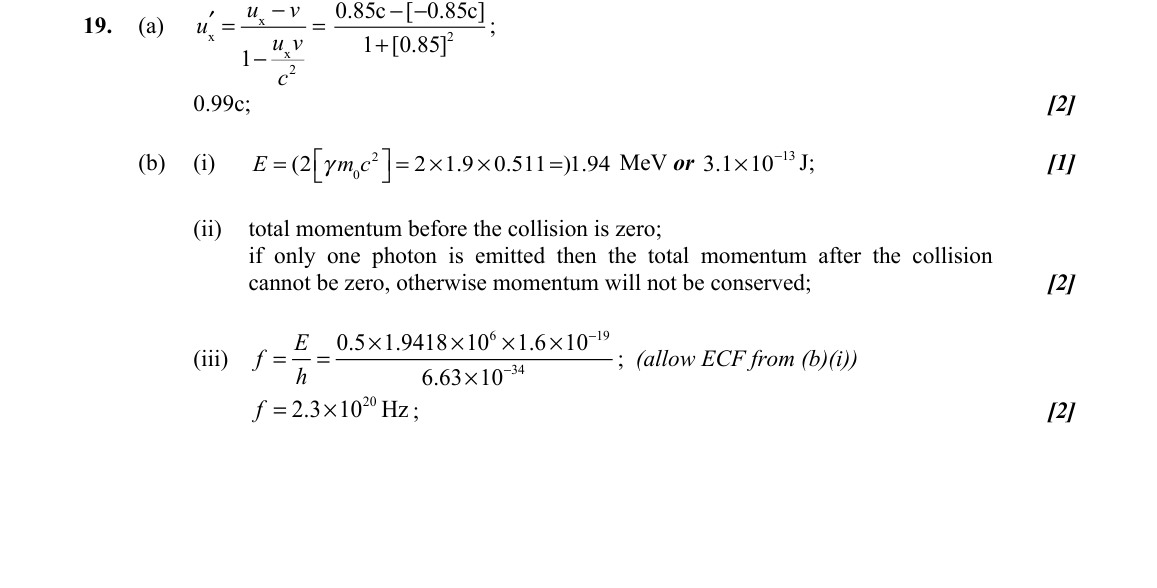 19. (a) u′ₓ = (uₓ − v) / (1 − uₓv/c²) = (0.85c − [−0.85c]) / (1 + [0.85]²) ;
0.99c; [2]
(b) (i) E = (2[γm₀c²] = 2×1.9×0.511 =)1.94 MeV or 3.1×10⁻¹³ J; [1]
(ii) total momentum before the collision is zero;
if only one photon is emitted then the total momentum after the collision
cannot be zero, otherwise momentum will not be conserved; [2]
(iii) f = E/h = (0.5×1.9418×10⁶ ×1.6×10⁻¹⁹) / (6.63×10⁻³⁴) ; (allow ECF from (b)(i))
f = 2.3×10²⁰ Hz ; [2]